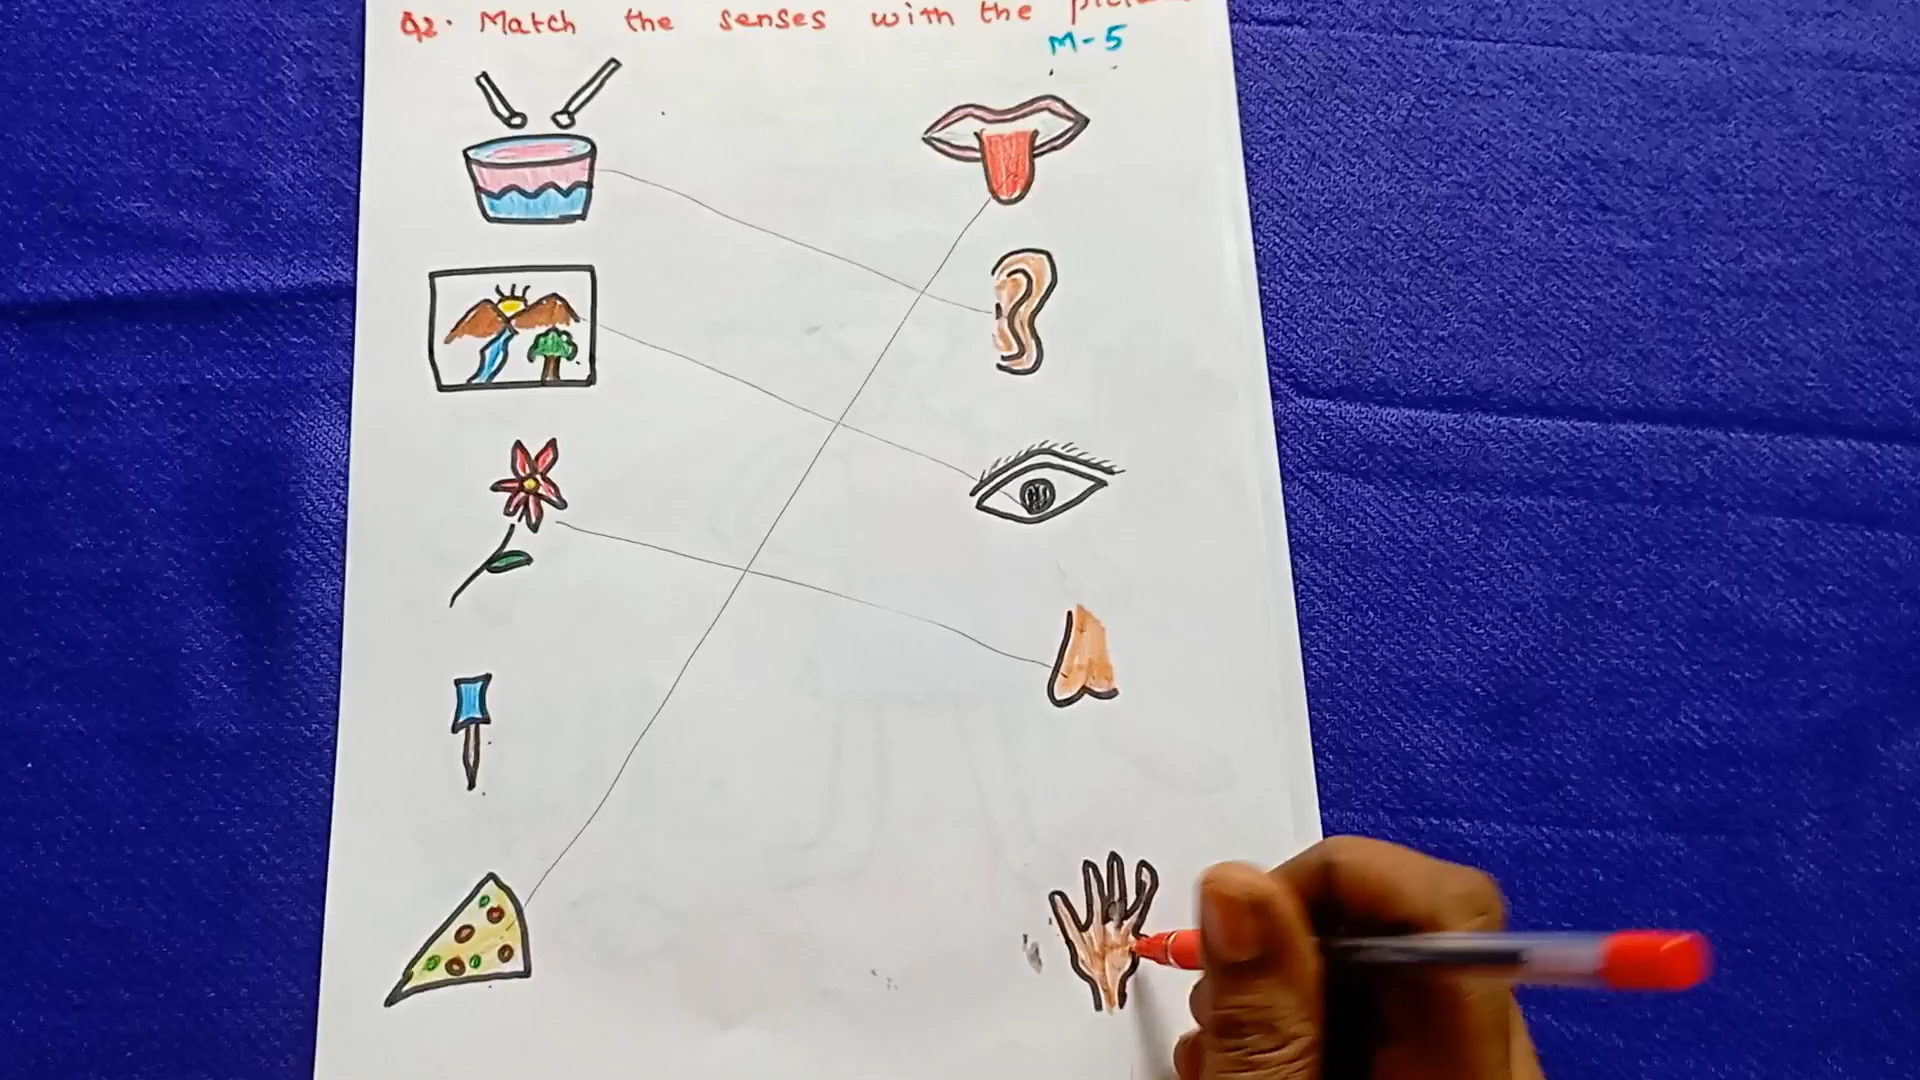 Q2. Match the senses with the
M-5